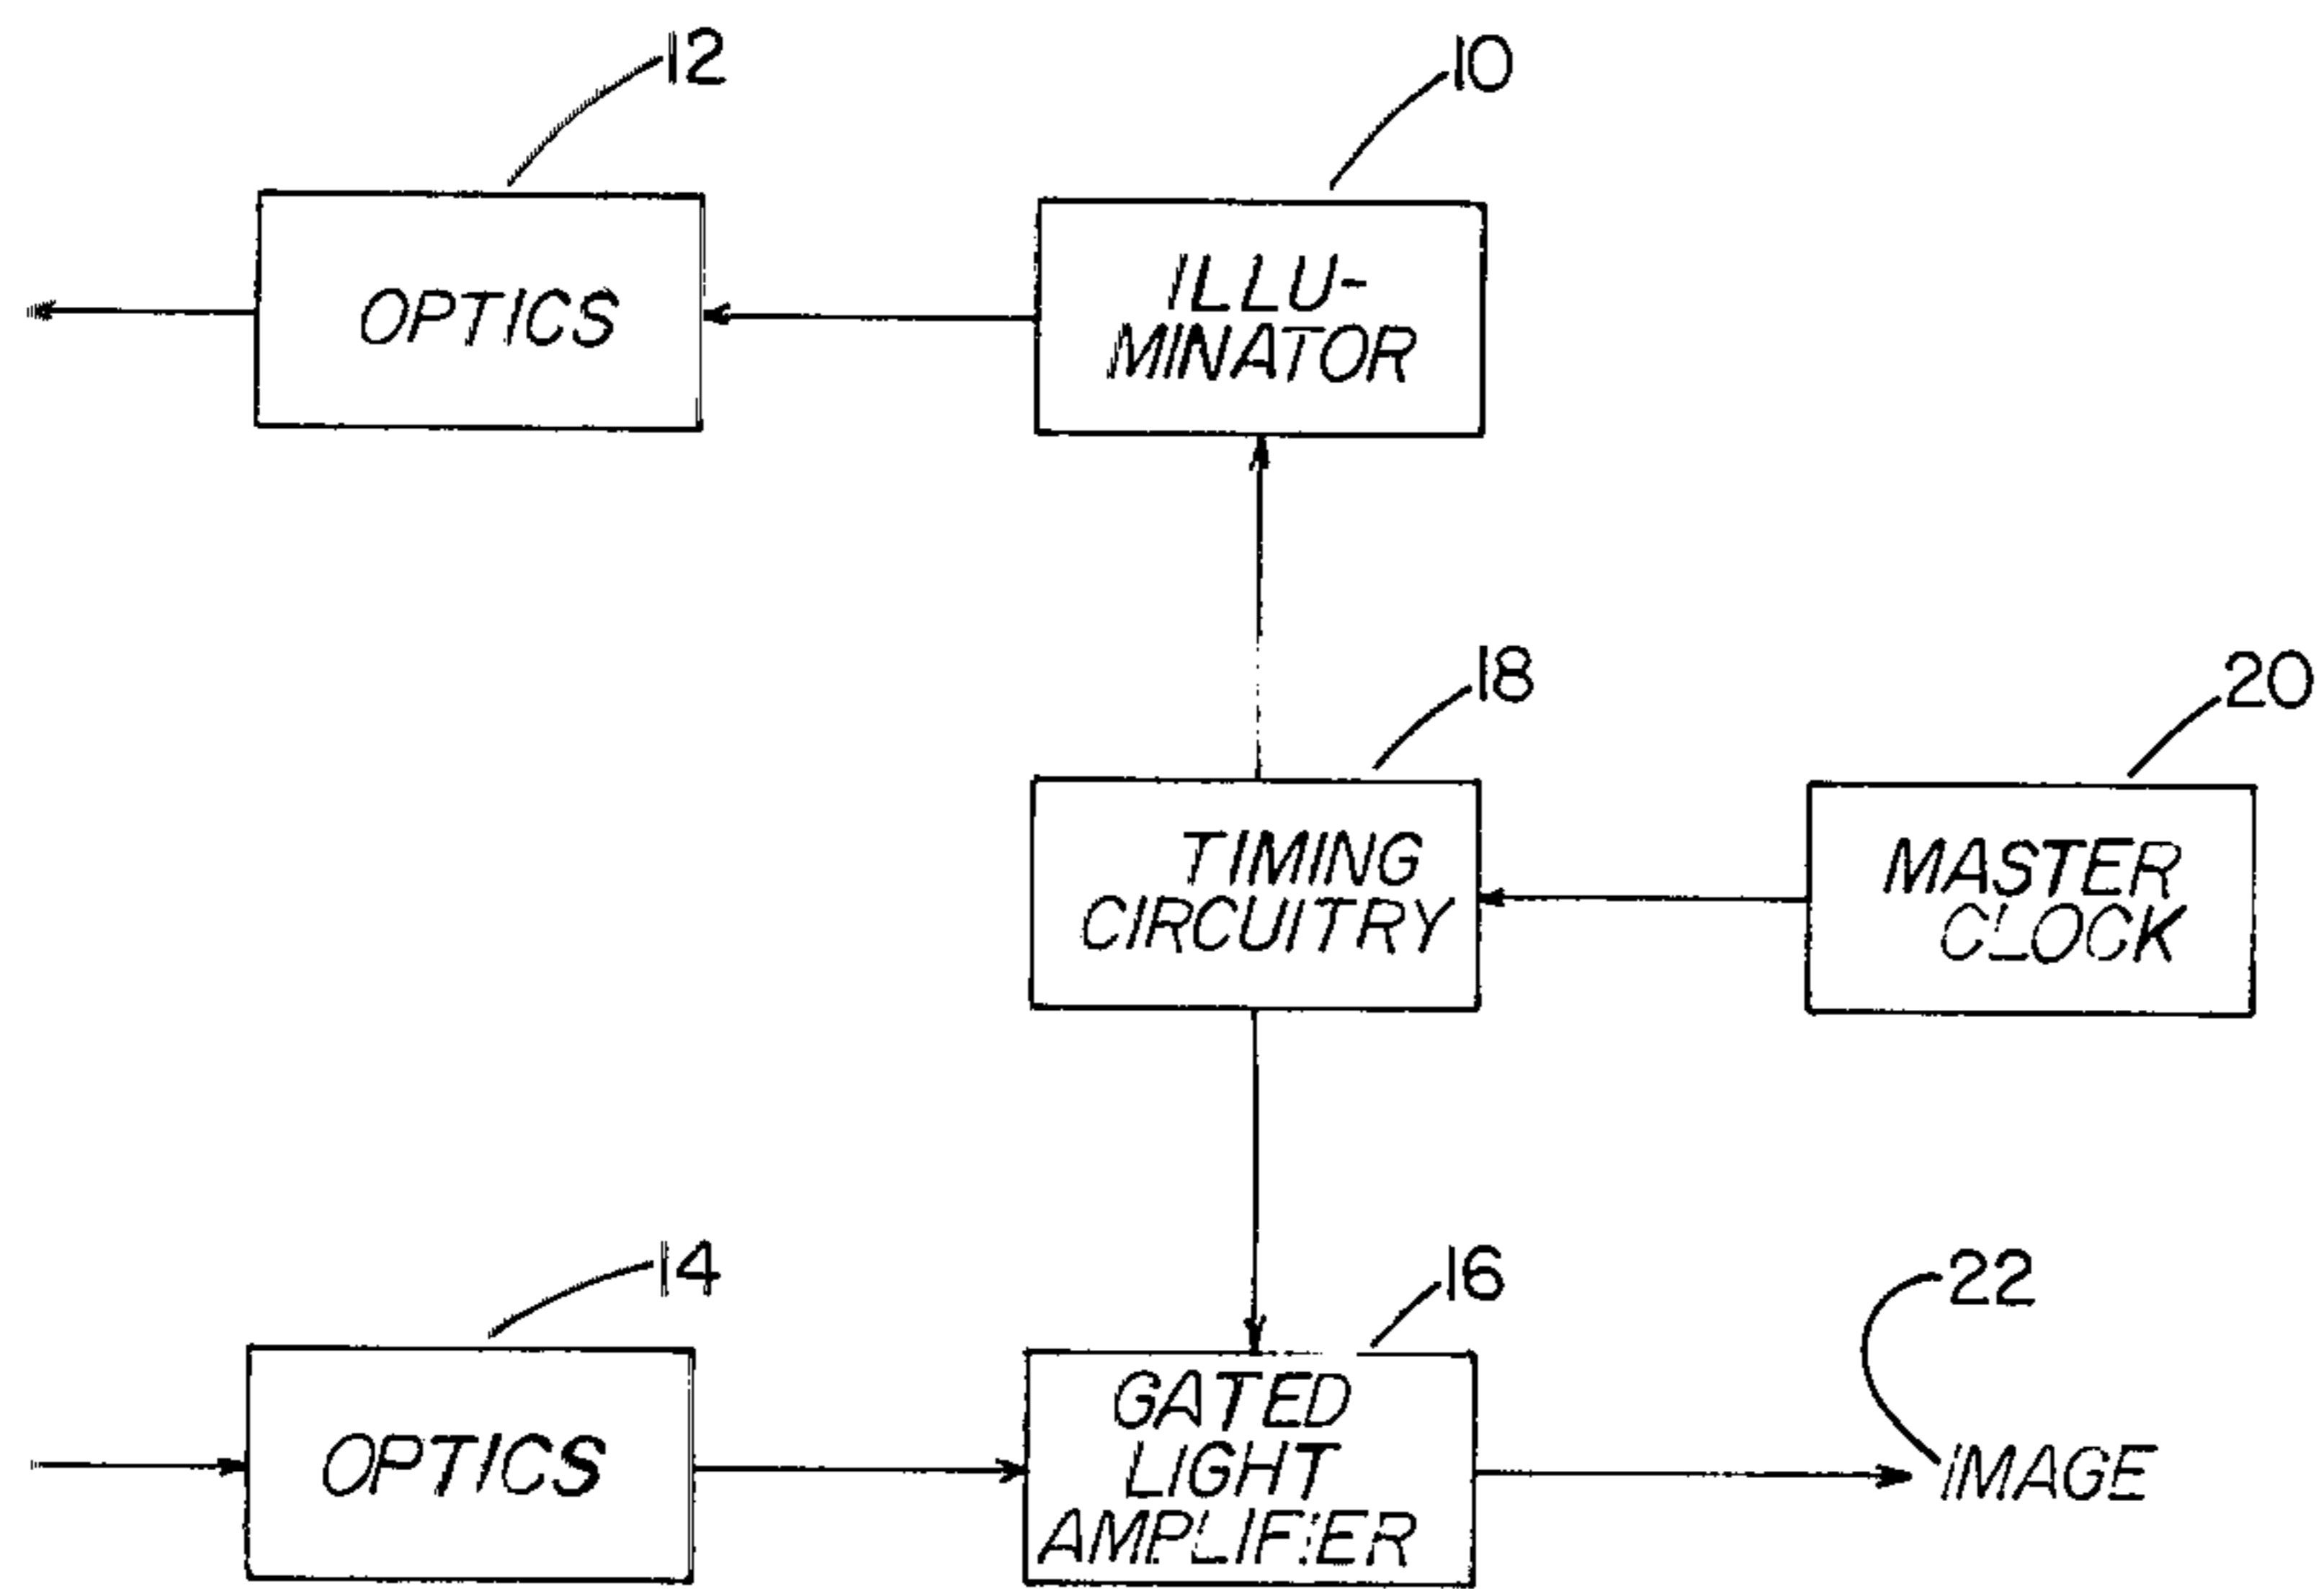 12
10
OPTICS
ILLU-
MINATOR
18
20
TIMING
CIRCUITRY
MASTER
CLOCK
14
16
22
OPTICS
GATED
LIGHT
AMPLIFIER
IMAGE